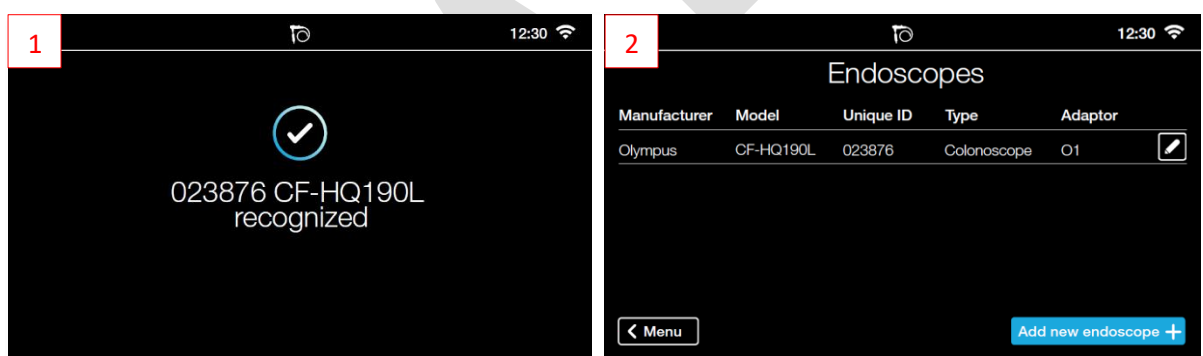 1
12:30
023876 CF-HQ190L
recognized
2
12:30
Endoscopes
Manufacturer Model Unique ID Type Adaptor
Olympus CF-HQ190L 023876 Colonoscope O1
Menu
Add new endoscope